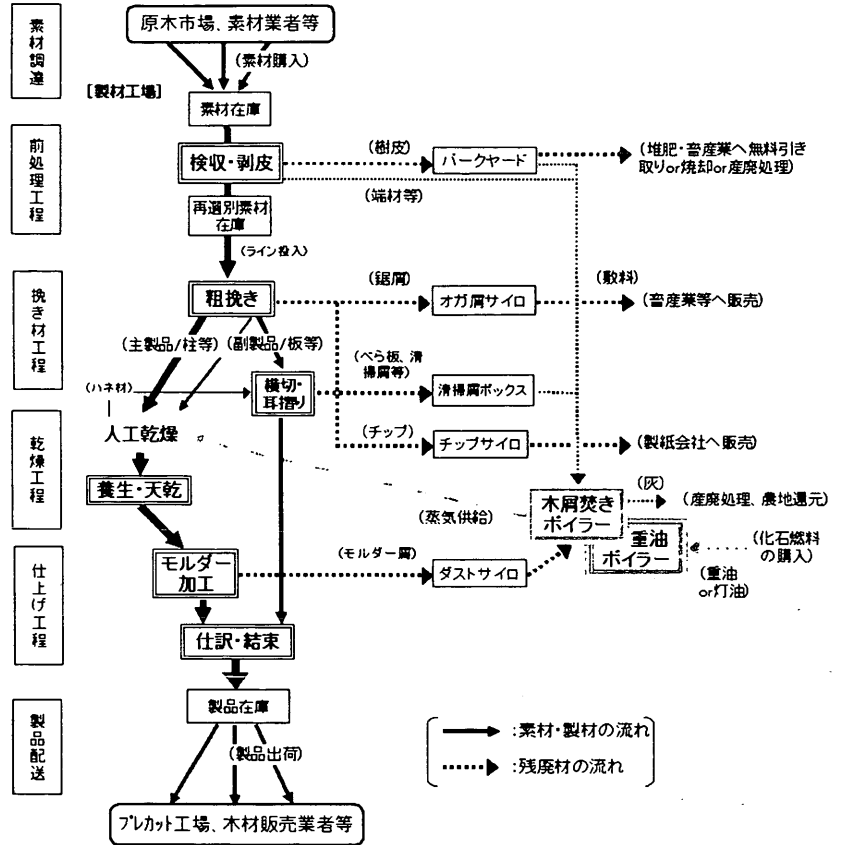 素材調達
原木市場、素材業者等
(素材購入)
[製材工場]
素材在庫
前処理工程
検収・剥皮
(樹皮)
バークヤード
(堆肥・畜産業へ無料引き
取りor焼却or産廃処理)
(端材等)
再選別素材
在庫
(ライン投入)
挽き材工程
粗挽き
(鋸屑)
オガ屑サイロ
(敷料)
(畜産業等へ販売)
(主製品/柱等)
(副製品/板等)
(べら板、清
掃屑等)
(ハネ材)
横切・
耳摺り
清掃屑ボックス
乾燥工程
人工乾燥
(チップ)
チップサイロ
(製紙会社へ販売)
養生・天乾
(蒸気供給)
木屑焚き
ボイラー
(灰)
(産廃処理、農地還元)
重油
ボイラー
(化石燃料
の購入)
(重油
or灯油)
仕上げ工程
モルダー
加工
(モルダー屑)
ダストサイロ
仕訳・結束
製品配送
製品在庫
(製品出荷)
:素材・製材の流れ
:残廃材の流れ
プレカット工場、木材販売業者等